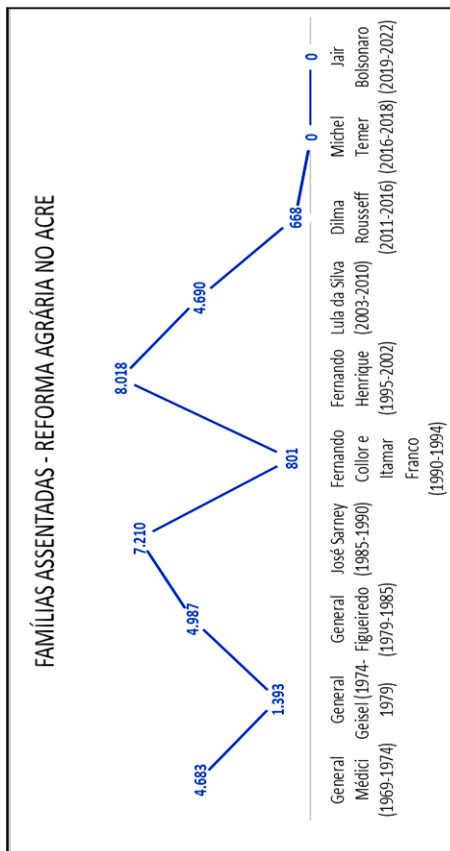 FAMÍLIAS ASSENTADAS - REFORMA AGRÁRIA NO ACRE
4.683
1.393
4.987
7.210
801
8.018
4.690
668
0
0
General
Médici
(1969-1974)
General
Geisel (1974-
1979)
General
Figueiredo
(1979-1985)
José Sarney
(1985-1990)
Fernando
Collor e
Itamar
Franco
(1990-1994)
Fernando
Henrique
(1995-2002)
Lula da Silva
(2003-2010)
Dilma
Rousseff
(2011-2016)
Michel
Temer
(2016-2018)
Jair
Bolsonaro
(2019-2022)